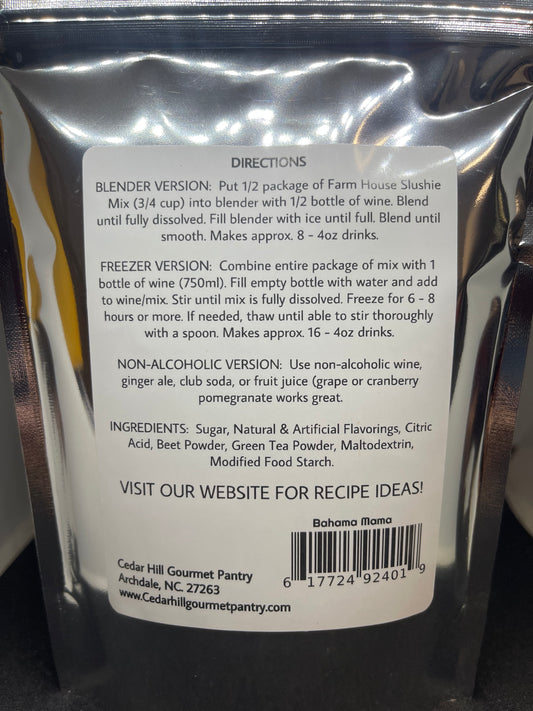 DIRECTIONS
BLENDER VERSION: Put 1/2 package of Farm House Slushie
Mix (3/4 cup) into blender with 1/2 bottle of wine. Blend
until fully dissolved. Fill blender with ice until full. Blend until
smooth. Makes approx. 8 - 4oz drinks.
FREEZER VERSION: Combine entire package of mix with 1
bottle of wine (750ml). Fill empty bottle with water and add
to wine/mix. Stir until mix is fully dissolved. Freeze for 6 - 8
hours or more. If needed, thaw until able to stir thoroughly
with a spoon. Makes approx. 16 - 4oz drinks.
NON-ALCOHOLIC VERSION: Use non-alcoholic wine,
ginger ale, club soda, or fruit juice (grape or cranberry
pomegranate works great.
INGREDIENTS: Sugar, Natural & Artificial Flavorings, Citric
Acid, Beet Powder, Green Tea Powder, Maltodextrin,
Modified Food Starch.
VISIT OUR WEBSITE FOR RECIPE IDEAS!
Bahama Mama
6 17724 92401 9
Cedar Hill Gourmet Pantry
Archdale, NC. 27263
www.Cedarhillgourmetpantry.com